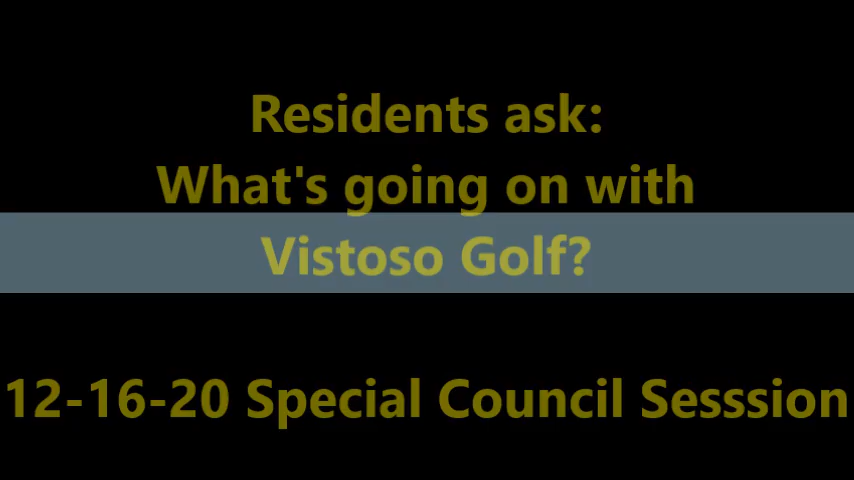 Residents ask:
What's going on with
Vistoso Golf?
12-16-20 Special Council Sesssion